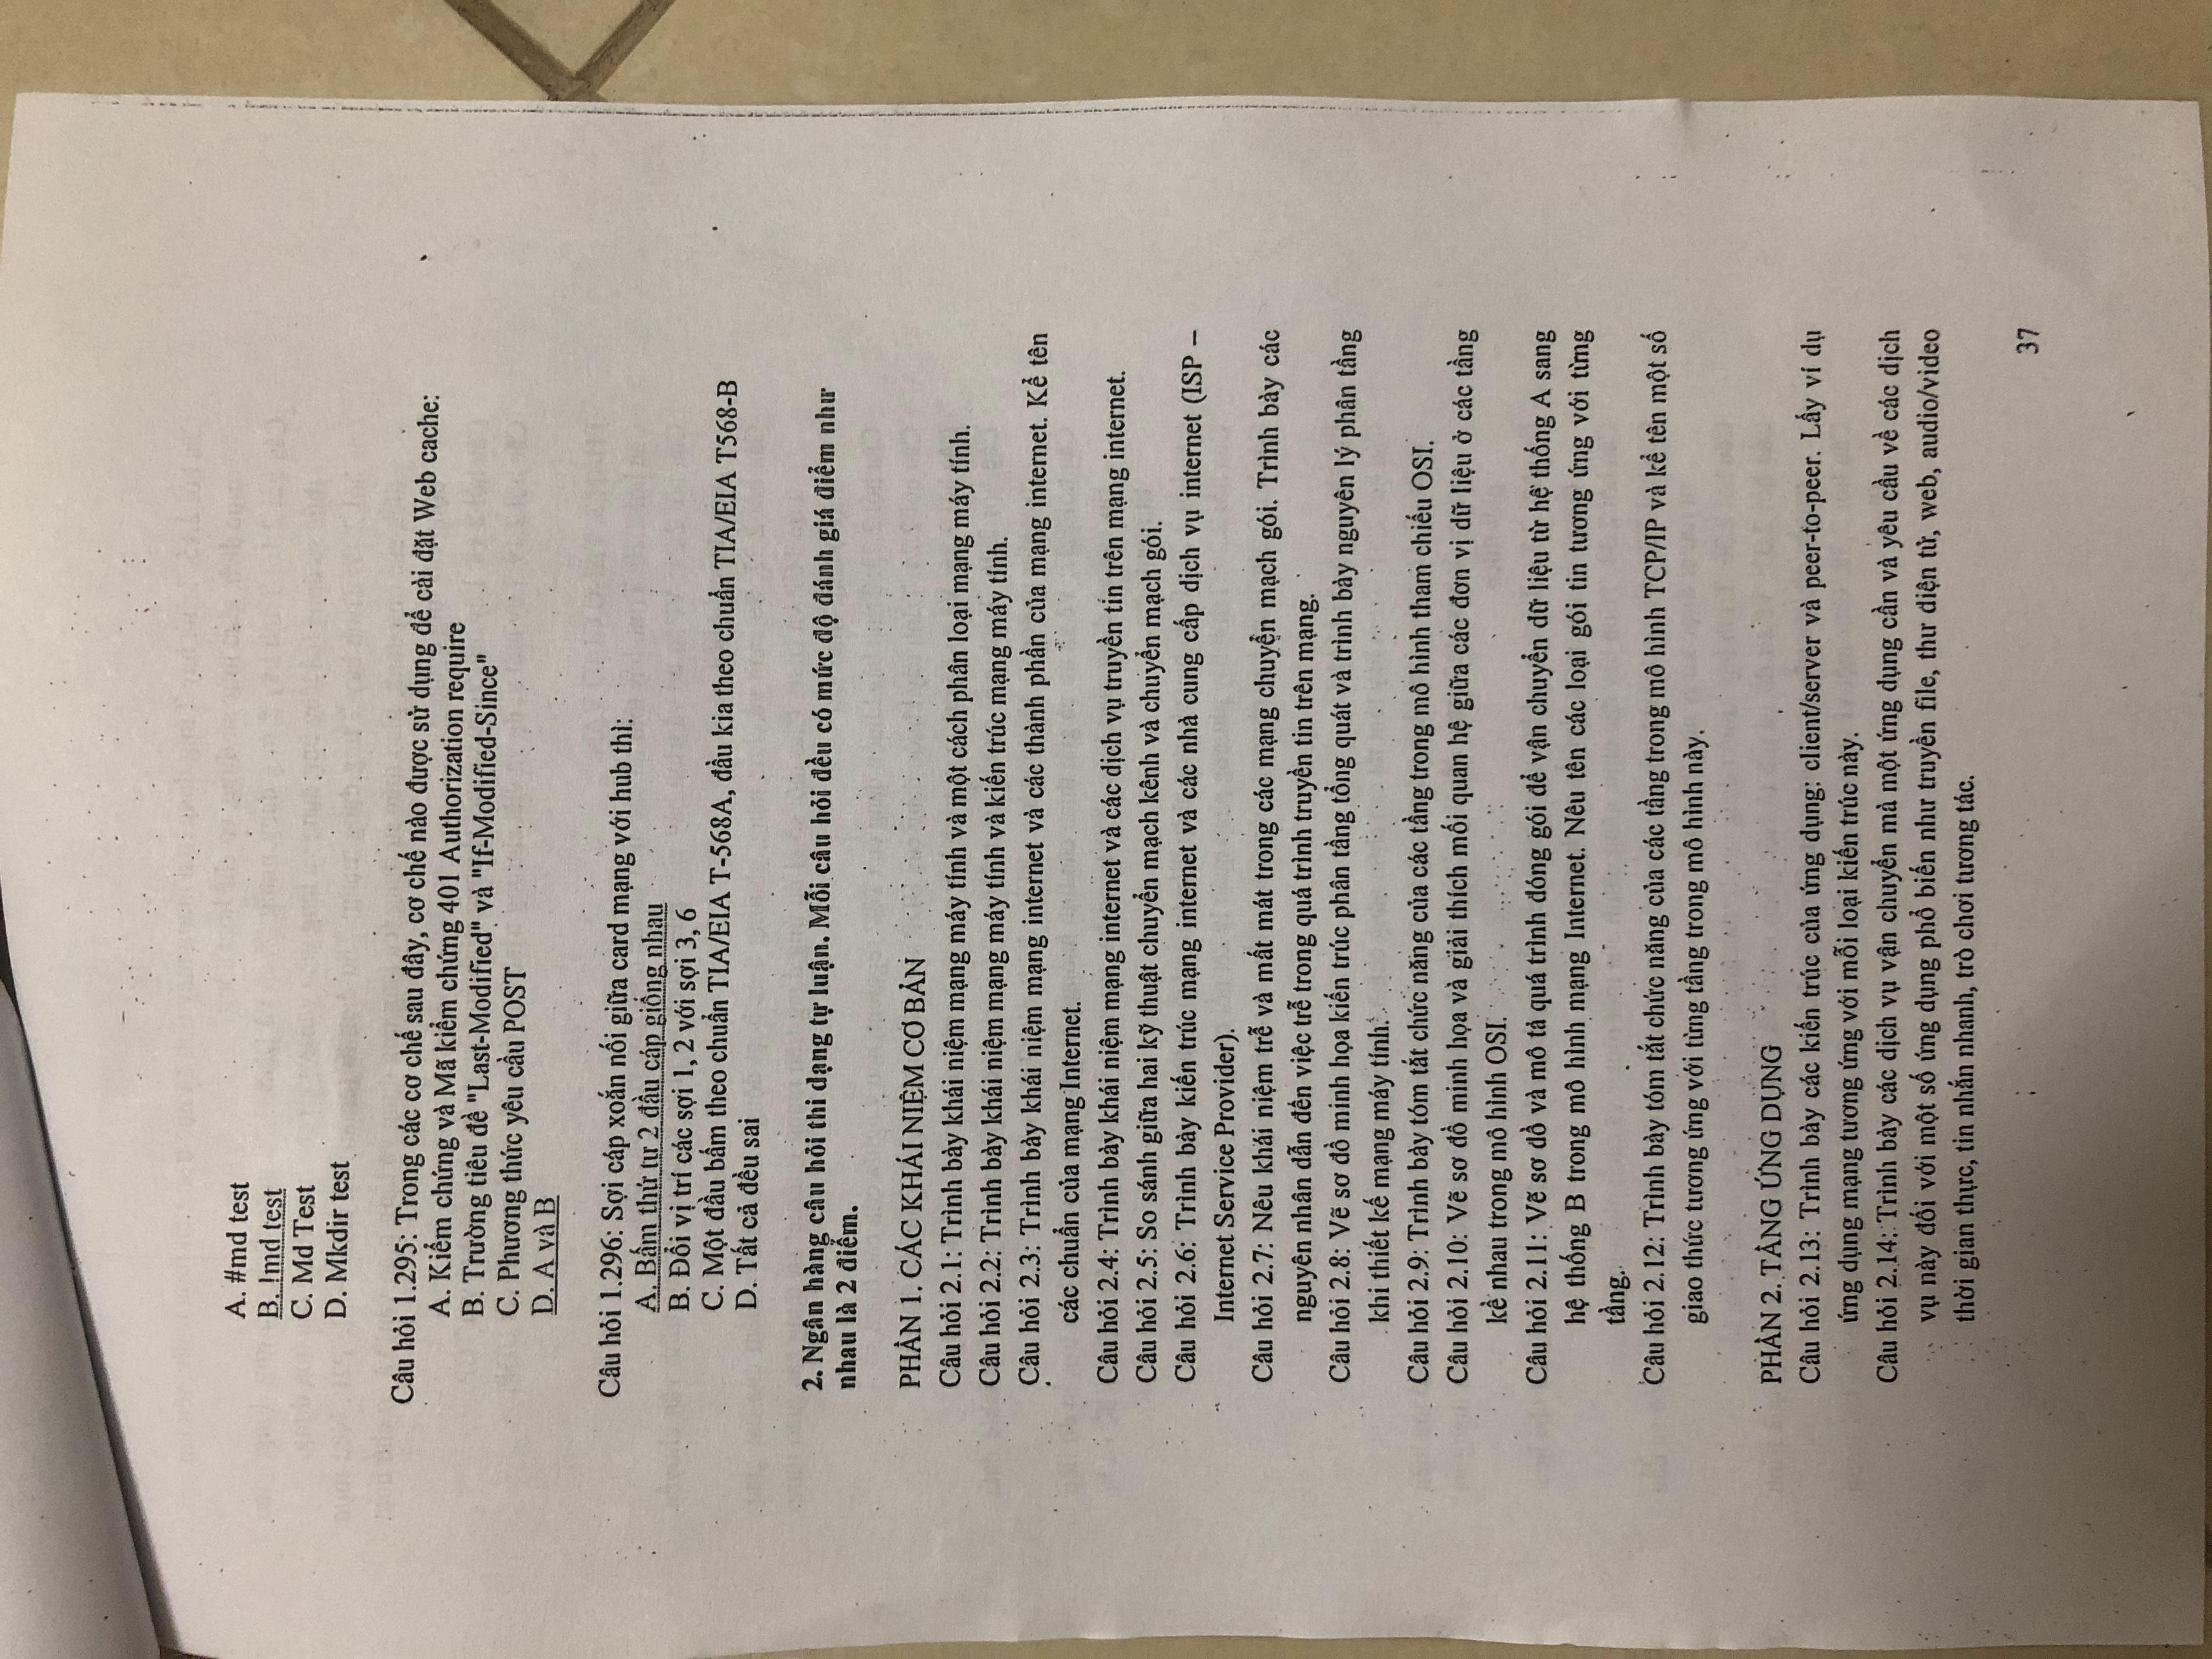 A. #md test
B. !md test
C. Md Test
D. Mkdir test
Câu hỏi 1.295: Trong các cơ chế sau đây, cơ chế nào được sử dụng để cài đặt Web cache:
A. Kiểm chứng và Mã kiểm chứng 401 Authorization require
B. Trường tiêu đề "Last-Modified" và "If-Modified-Since"
C. Phương thức yêu cầu POST
D. A và B
Câu hỏi 1.296: Sợi cáp xoắn nối giữa card mạng với hub thì:
A. Bấm thứ tư 2 đầu cáp giống nhau
B. Đổi vị trí các sợi 1, 2 với sợi 3, 6
C. Một đầu bấm theo chuẩn TIA/EIA T-568A, đầu kia theo chuẩn TIA/EIA T568-B
D. Tất cả đều sai
2. Ngân hàng câu hỏi thi dạng tự luận. Mỗi câu hỏi đều có mức độ đánh giá điểm như
nhau là 2 điểm.
PHẦN 1. CÁC KHÁI NIỆM CƠ BẢN
Câu hỏi 2.1: Trình bày khái niệm mạng máy tính và một cách phân loại mạng máy tính.
Câu hỏi 2.2: Trình bày khái niệm mạng máy tính và kiến trúc mạng máy tính.
Câu hỏi 2.3: Trình bày khái niệm mạng internet và các thành phần của mạng internet. Kể tên
các chuẩn của mạng Internet.
Câu hỏi 2.4: Trình bày khái niệm mạng internet và các dịch vụ truyền tin trên mạng internet.
Câu hỏi 2.5: So sánh giữa hai kỹ thuật chuyển mạch kênh và chuyển mạch gói.
Câu hỏi 2.6: Trình bày kiến trúc mạng internet và các nhà cung cấp dịch vụ internet (ISP –
Internet Service Provider).
Câu hỏi 2.7: Nêu khái niệm trễ và mất mát trong các mạng chuyển mạch gói. Trình bày các
nguyên nhân dẫn đến việc trễ trong quá trình truyền tin trên mạng.
Câu hỏi 2.8: Vẽ sơ đồ minh họa kiến trúc phân tầng tổng quát và trình bày nguyên lý phân tầng
khi thiết kế mạng máy tính.
Câu hỏi 2.9: Trình bày tóm tắt chức năng của các tầng trong mô hình tham chiếu OSI.
Câu hỏi 2.10: Vẽ sơ đồ minh họa và giải thích mối quan hệ giữa các đơn vị dữ liệu ở các tầng
kề nhau trong mô hình OSI.
Câu hỏi 2.11: Vẽ sơ đồ và mô tả quá trình đóng gói để vận chuyển dữ liệu từ hệ thống A sang
hệ thống B trong mô hình mạng Internet. Nêu tên các loại gói tin tương ứng với từng
tầng.
Câu hỏi 2.12: Trình bày tóm tắt chức năng của các tầng trong mô hình TCP/IP và kể tên một số
giao thức tương ứng với từng tầng trong mô hình này.
PHẦN 2. TẦNG ỨNG DỤNG
Câu hỏi 2.13: Trình bày các kiến trúc của ứng dụng: client/server và peer-to-peer. Lấy ví dụ
ứng dụng mạng tương ứng với mỗi loại kiến trúc này.
Câu hỏi 2.14: Trình bày các dịch vụ vận chuyển mà một ứng dụng cần và yêu cầu về các dịch
vụ này đối với một số ứng dụng phổ biến như truyền file, thư điện tử, web, audio/video
thời gian thực, tin nhắn nhanh, trò chơi tương tác.
37